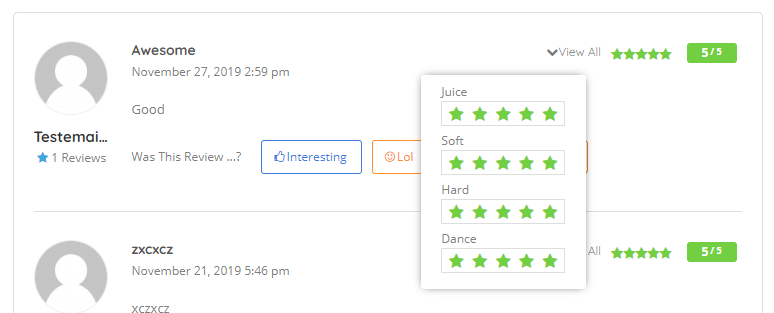 Awesome
View All
5 / 5
November 27, 2019 2:59 pm
Good
Testemai...
1 Reviews
Was This Review ...?
Interesting
Lol
Juice
Soft
Hard
Dance
zxcxcz
All
5 / 5
November 21, 2019 5:46 pm
xczxcz